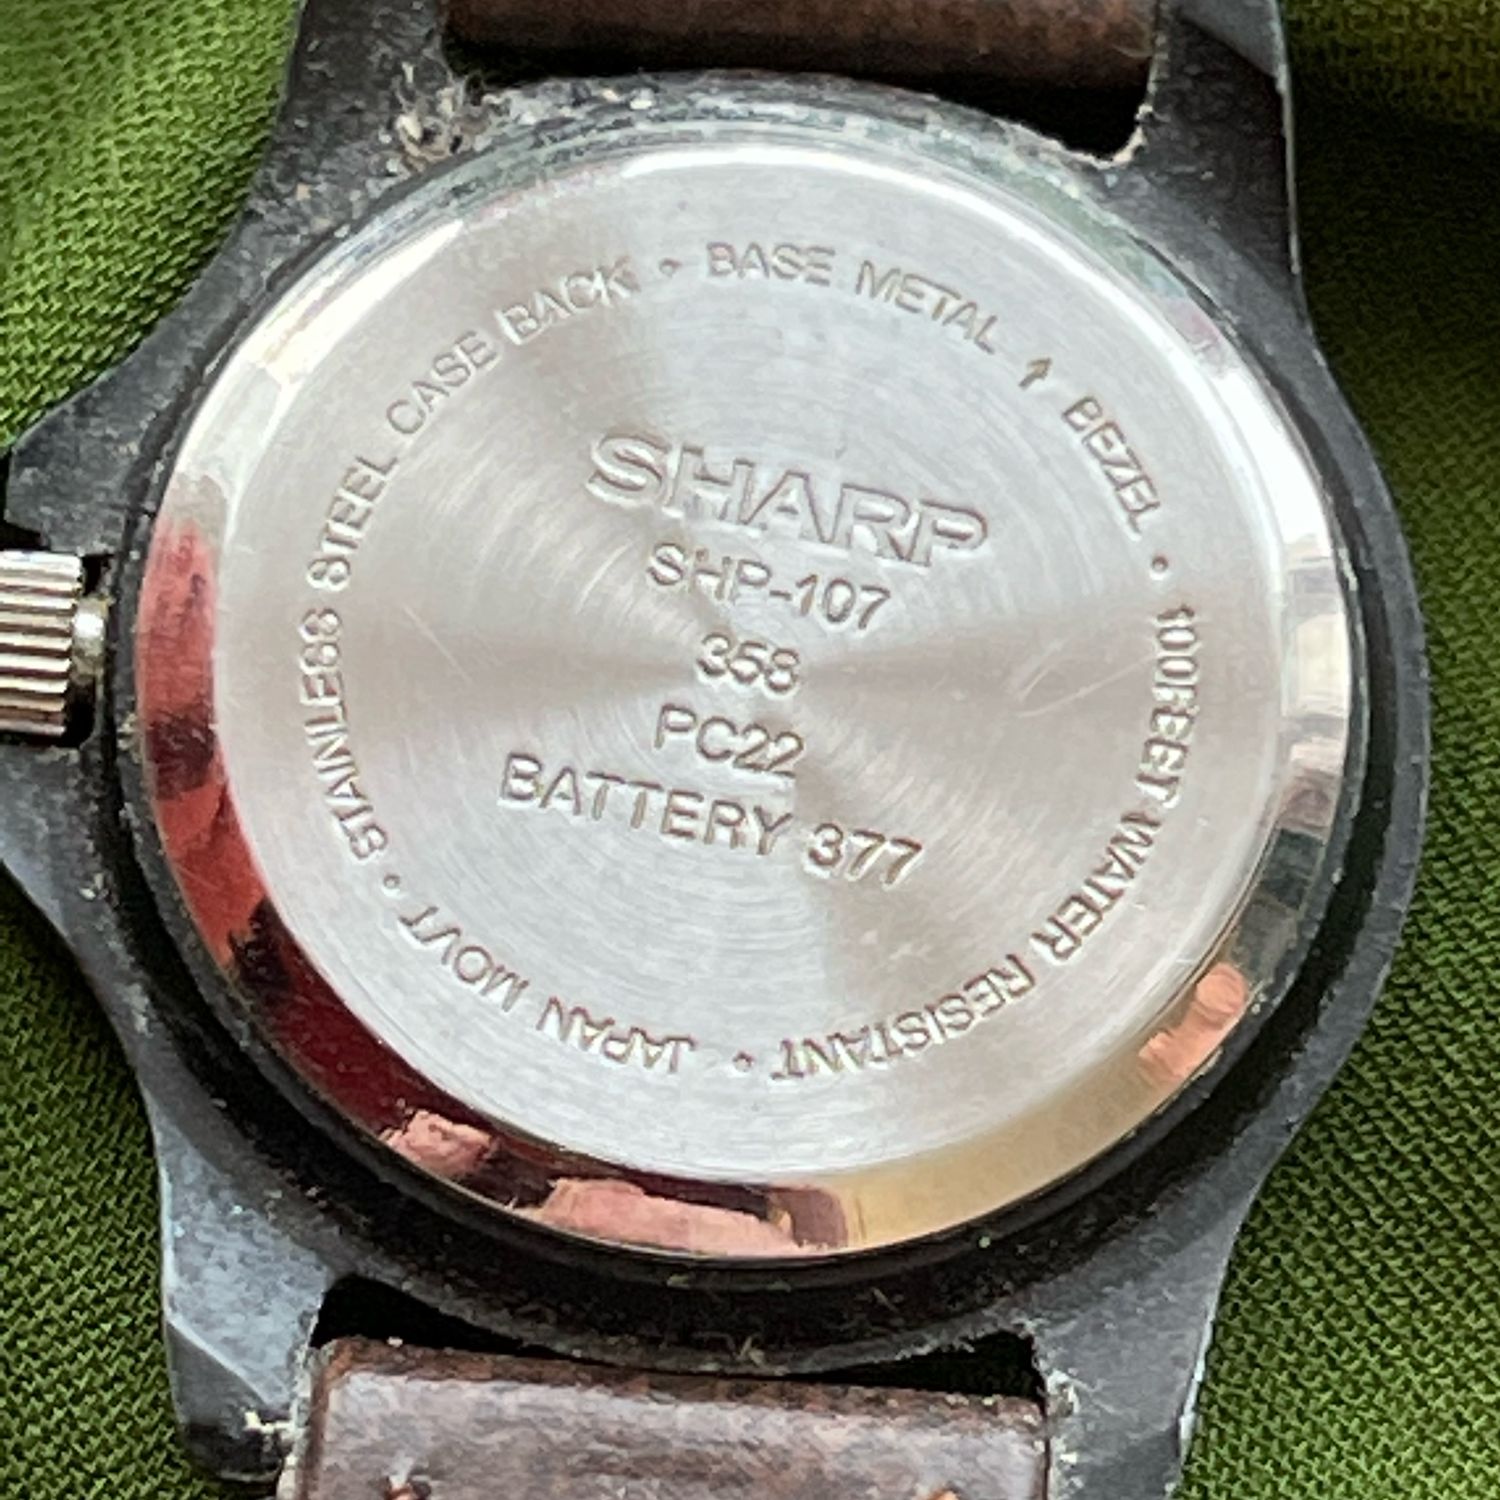 SHARP
SHP-107
358
PC22
BATTERY 377
STAINLESS STEEL CASE BACK • BASE METAL ↑ BEZEL • 100FEET WATER RESISTANT • JAPAN MOVT •